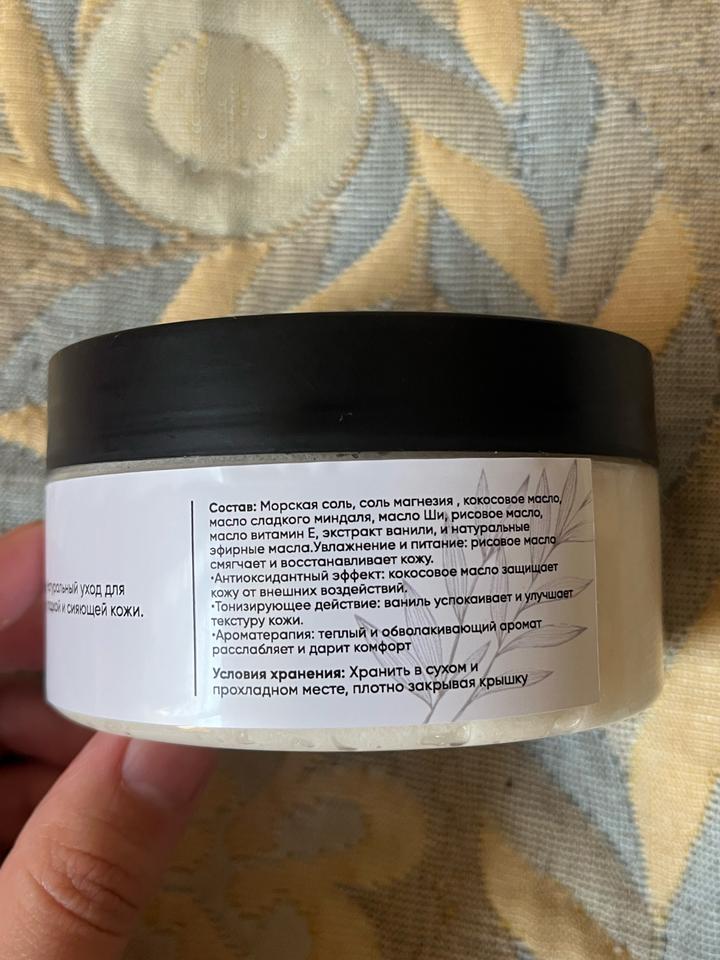 натуральный уход для
и сияющей кожи.
Состав: Морская соль, соль магнезия , кокосовое масло,
масло сладкого миндаля, масло Ши, рисовое масло,
масло витамин Е, экстракт ванили, и натуральные
эфирные масла.Увлажнение и питание: рисовое масло
смягчает и восстанавливает кожу.
•Антиоксидантный эффект: кокосовое масло защищает
кожу от внешних воздействий.
•Тонизирующее действие: ваниль успокаивает и улучшает
текстуру кожи.
•Ароматерапия: теплый и обволакивающий аромат
расслабляет и дарит комфорт
Условия хранения: Хранить в сухом и
прохладном месте, плотно закрывая крышку